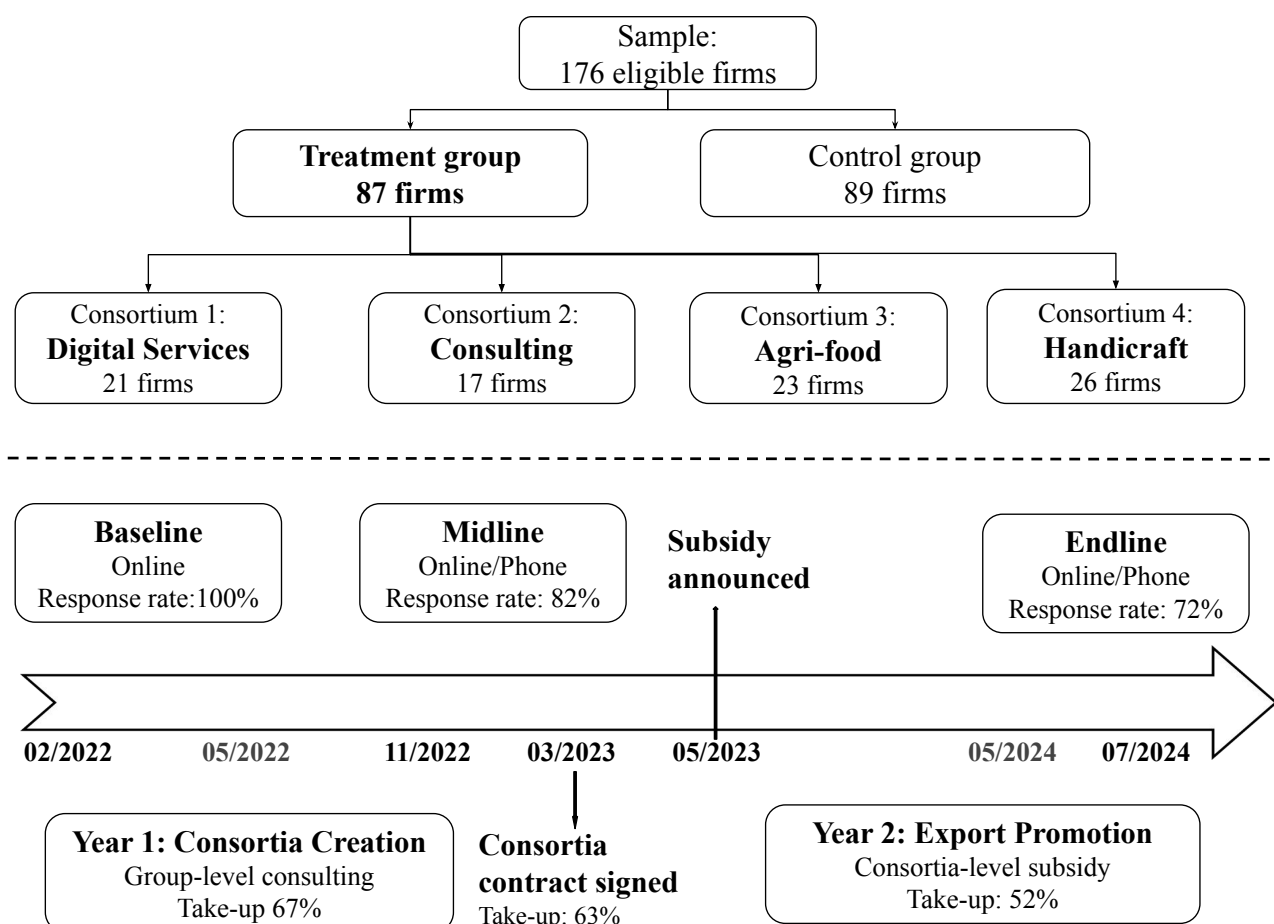 Sample:
176 eligible firms
Treatment group
87 firms
Control group
89 firms
Consortium 1:
Digital Services
21 firms
Consortium 2:
Consulting
17 firms
Consortium 3:
Agri-food
23 firms
Consortium 4:
Handicraft
26 firms
Baseline
Online
Response rate:100%
Midline
Online/Phone
Response rate: 82%
Subsidy
announced
Endline
Online/Phone
Response rate: 72%
02/2022
05/2022
11/2022
03/2023
05/2023
05/2024
07/2024
Year 1: Consortia Creation
Group-level consulting
Take-up 67%
Consortia
contract signed
Take-up: 63%
Year 2: Export Promotion
Consortia-level subsidy
Take-up: 52%